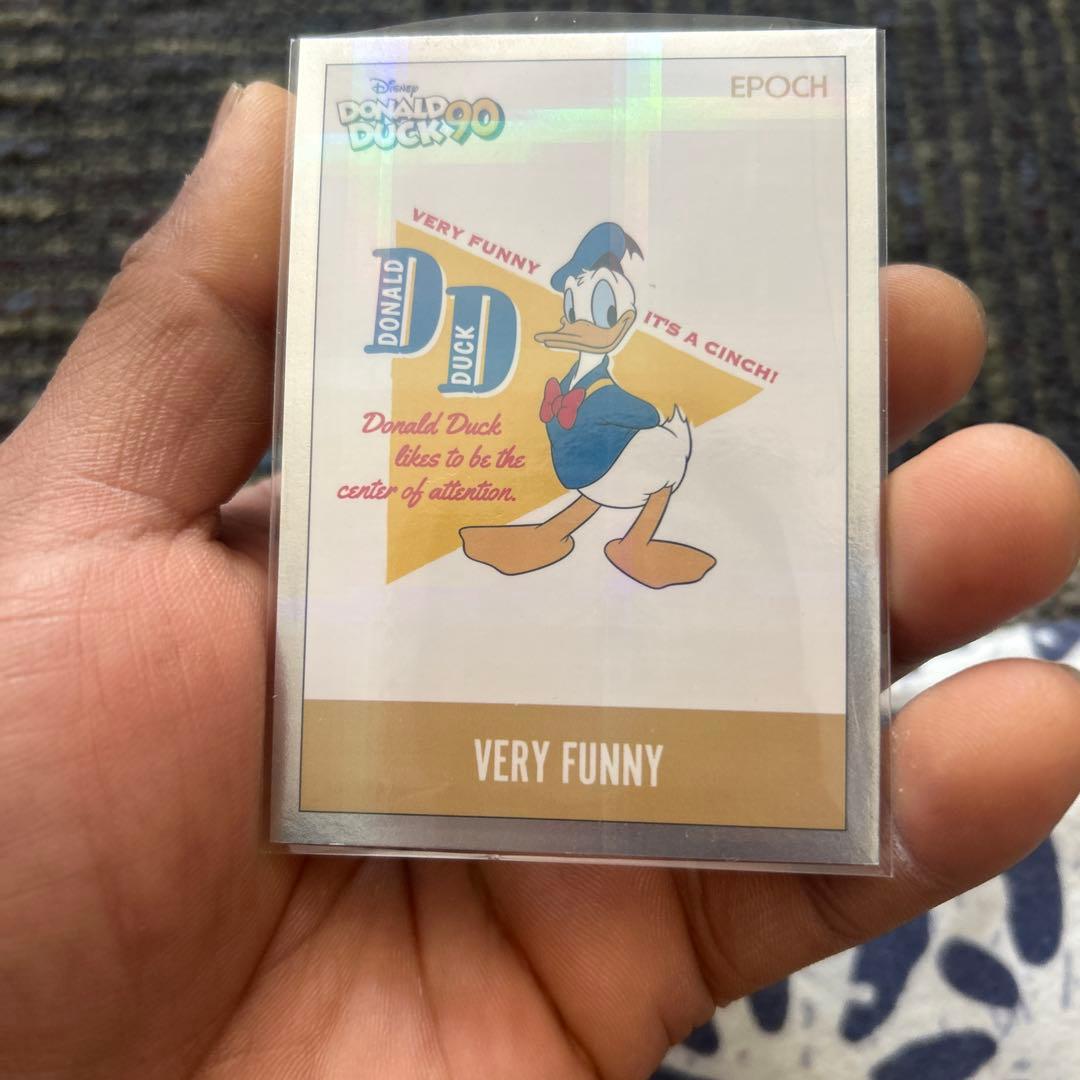 Disney
DONALD
DUCK 90
EPOCH
VERY FUNNY
IT'S A CINCH!
DONALD
DUCK
Donald Duck
likes to be the
center of attention.
VERY FUNNY